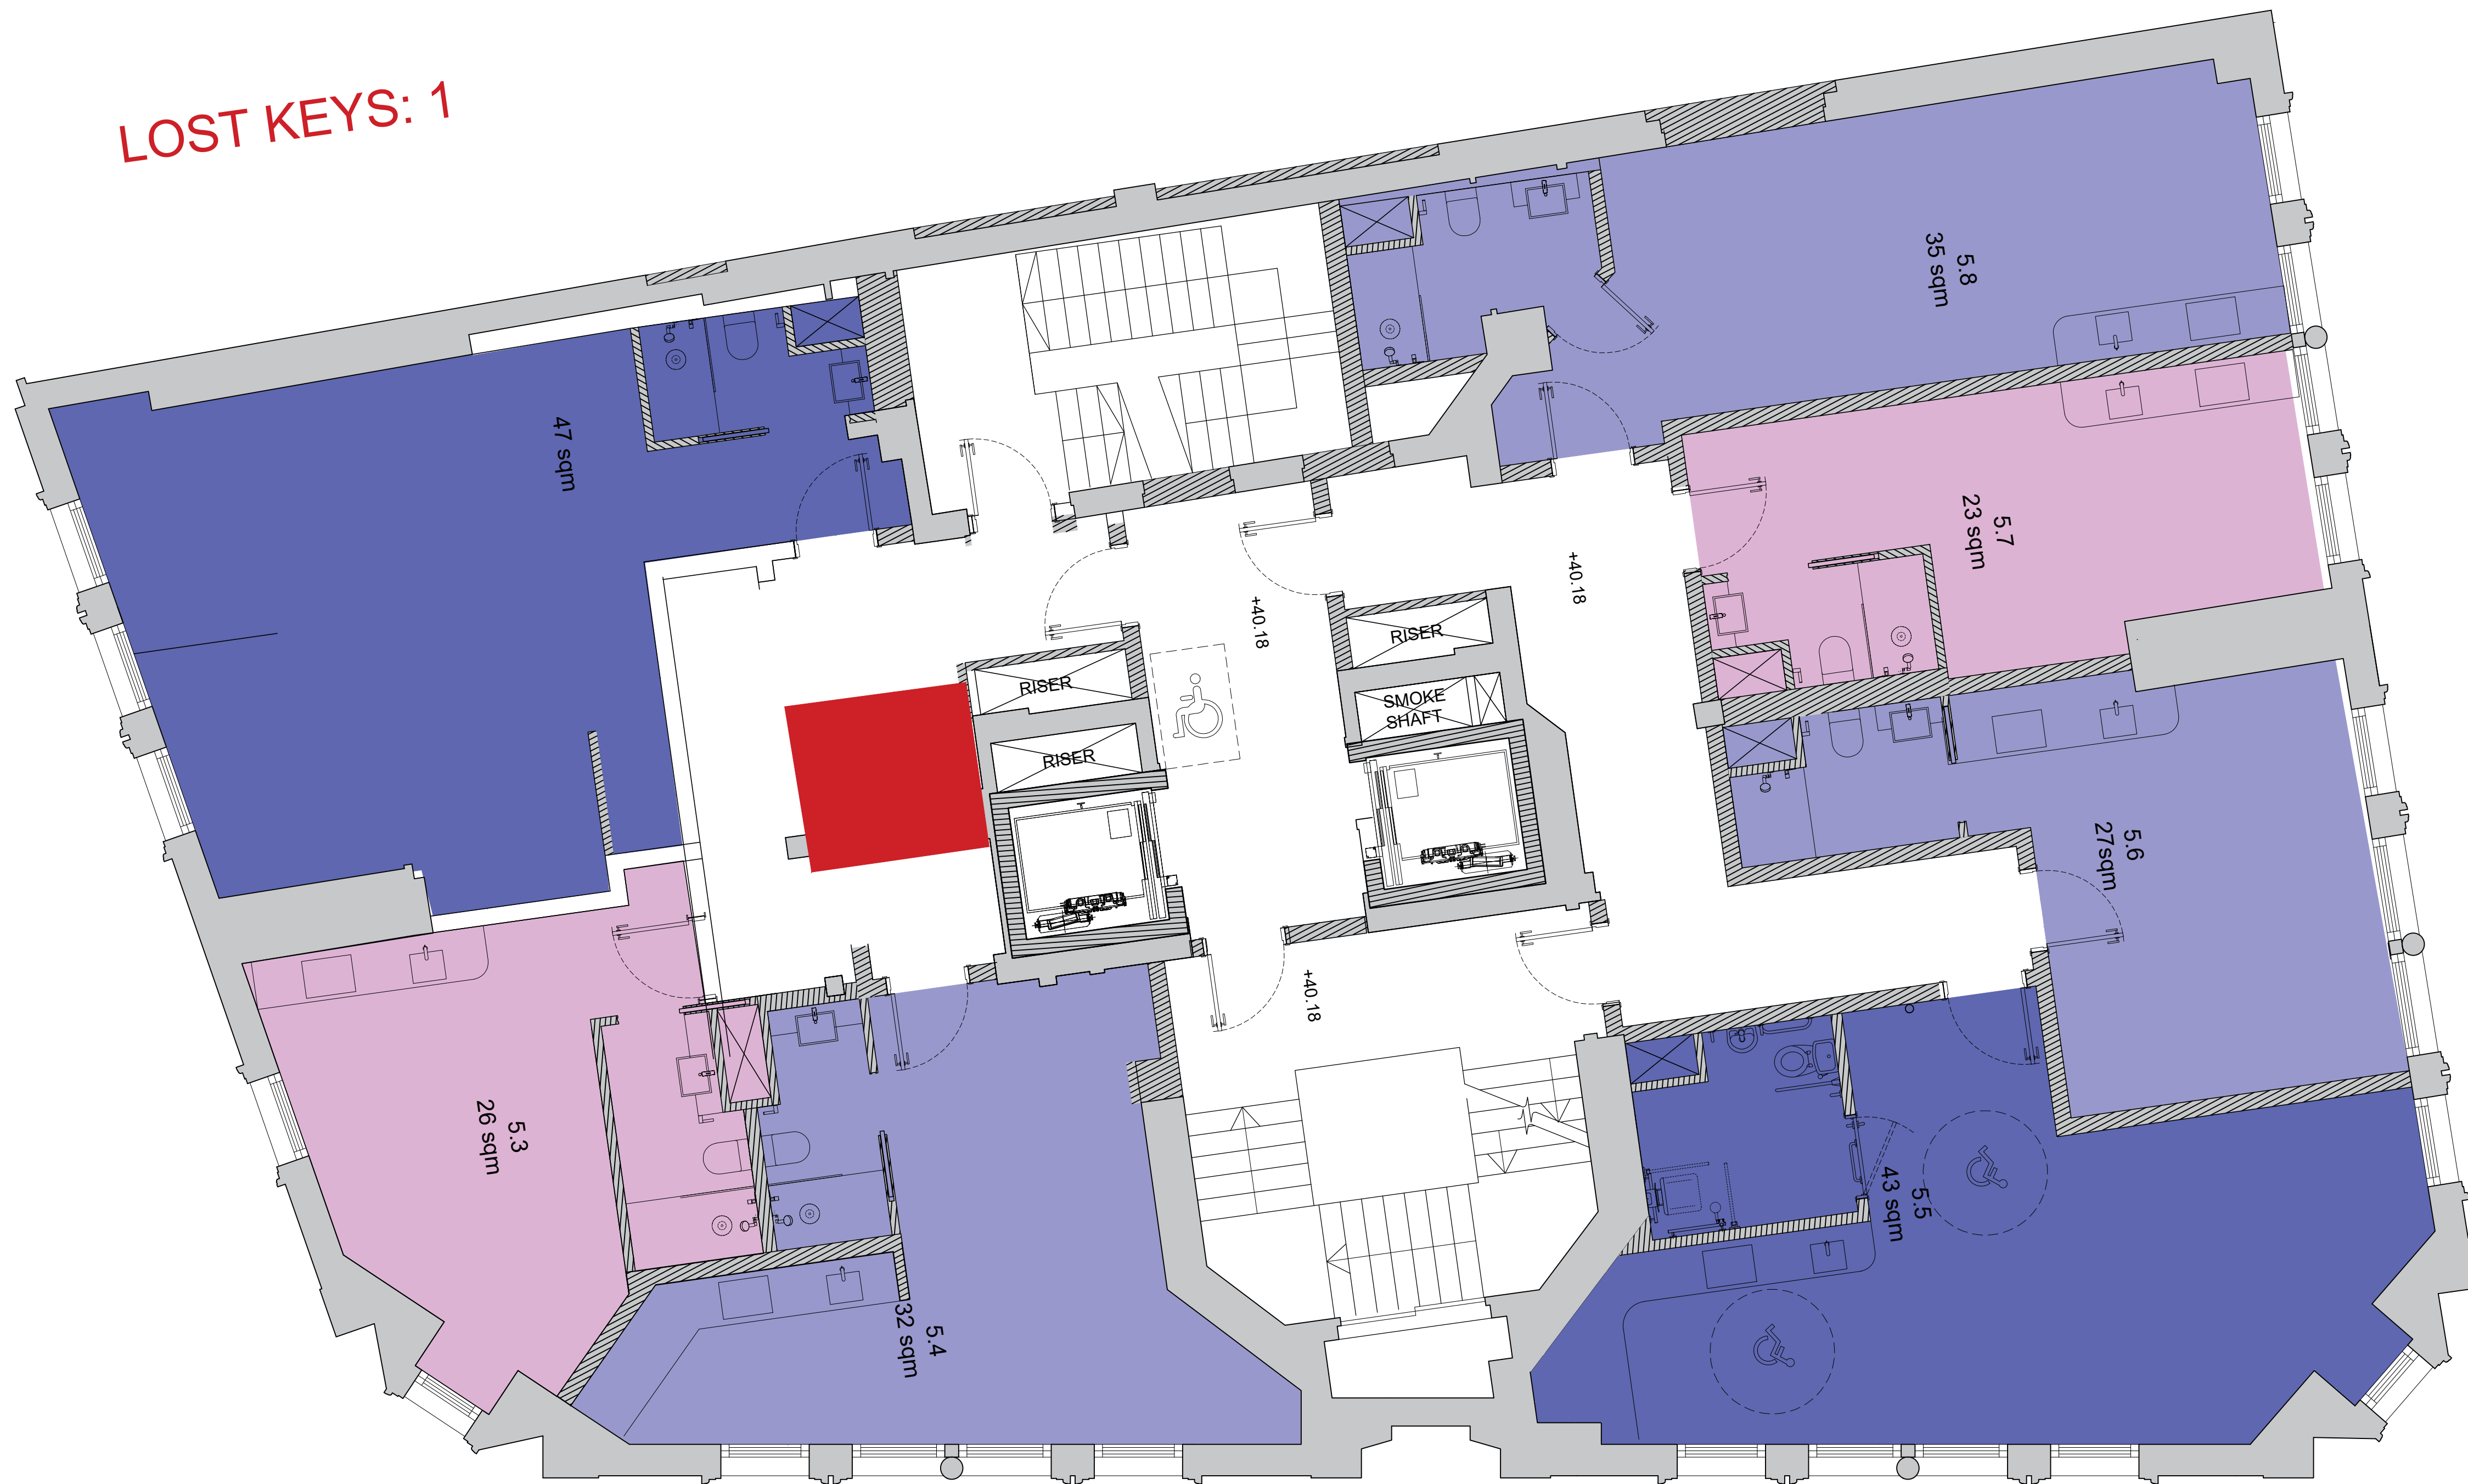 LOST KEYS: 1
47 sqm
5.8
35 sqm
5.7
23 sqm
+40.18
+40.18
RISER
RISER
SMOKE
SHAFT
RISER
5.6
27sqm
+40.18
5.3
26 sqm
5.5
43 sqm
5.4
32 sqm